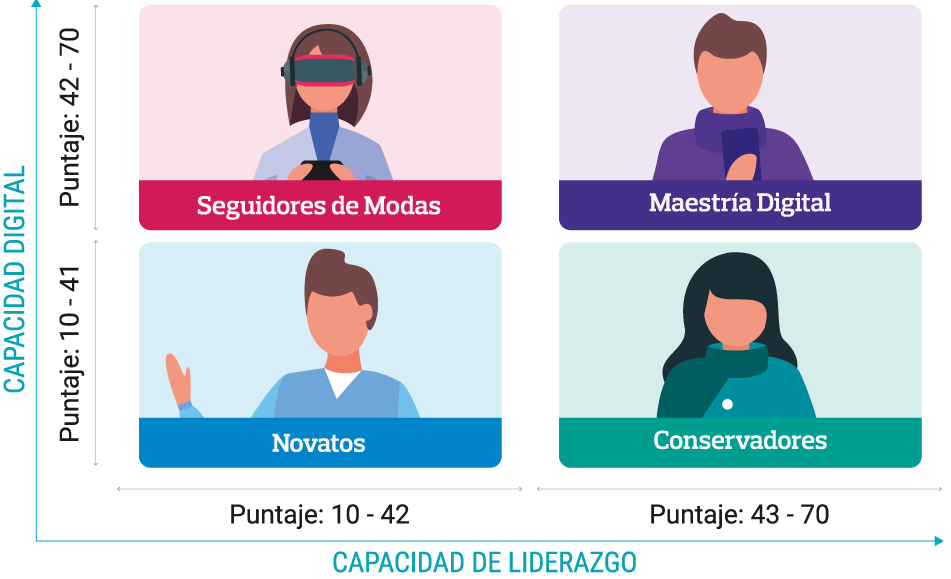 CAPACIDAD DIGITAL
Puntaje: 42 - 70
Seguidores de Modas
Maestría Digital
Puntaje: 10 - 41
Novatos
Conservadores
Puntaje: 10 - 42
Puntaje: 43 - 70
CAPACIDAD DE LIDERAZGO